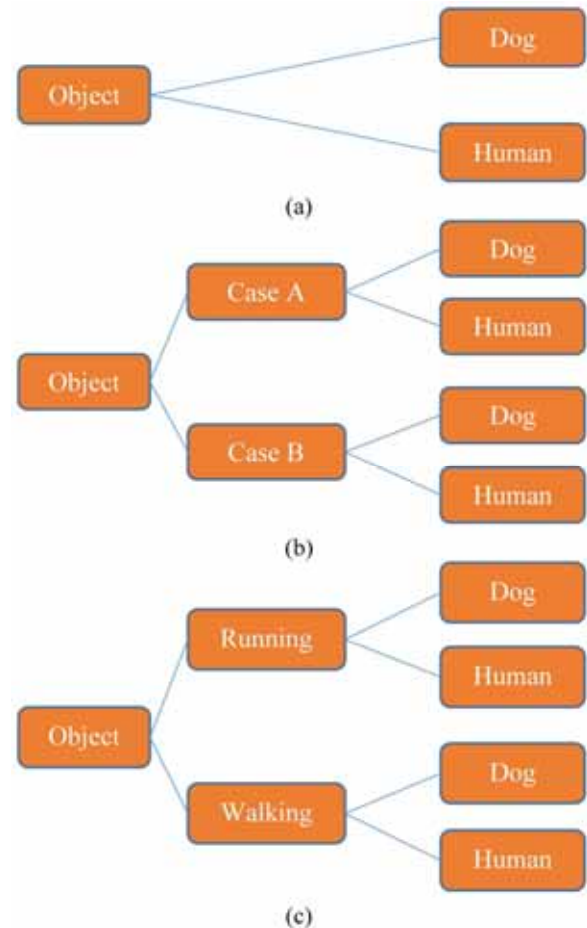 Dog
Object
Human
(a)
Dog
Case A
Human
Object
Dog
Case B
Human
(b)
Dog
Running
Human
Object
Dog
Walking
Human
(c)